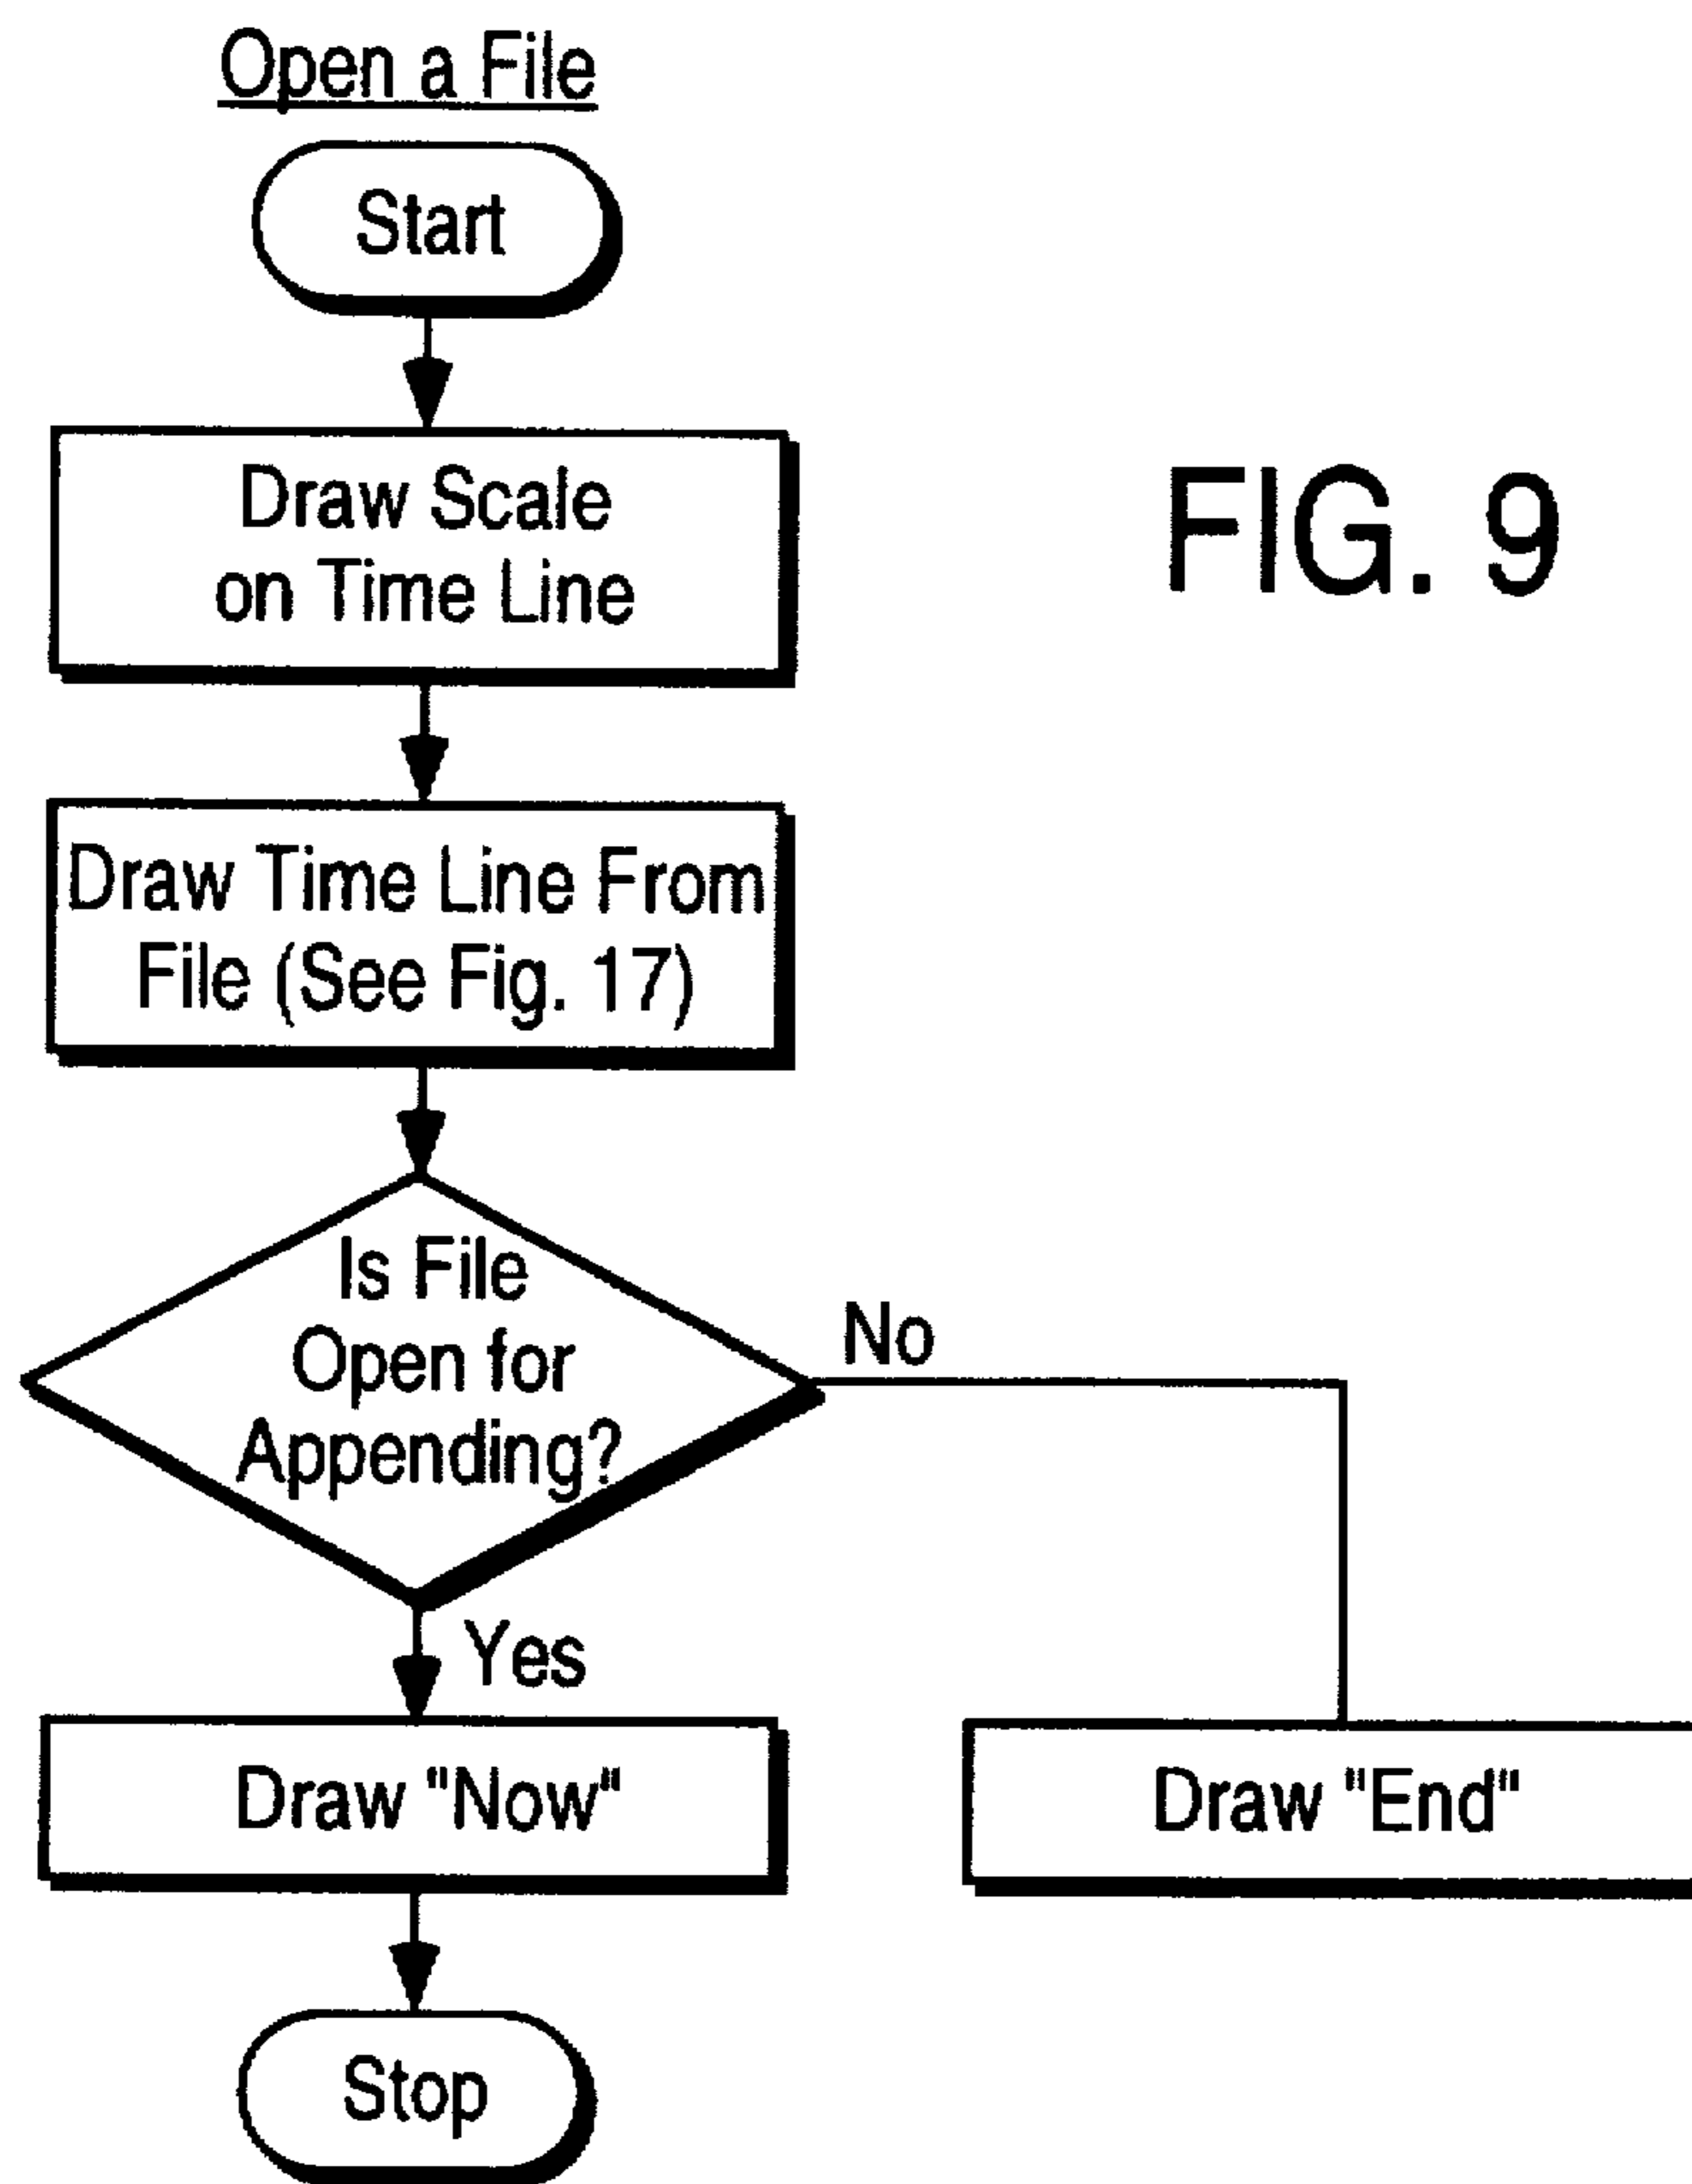 Open a File
Start
Draw Scale
on Time Line
FIG. 9
Draw Time Line From
File (See Fig. 17)
Is File
Open for
Appending?
No
Yes
Draw "Now"
Draw "End"
Stop